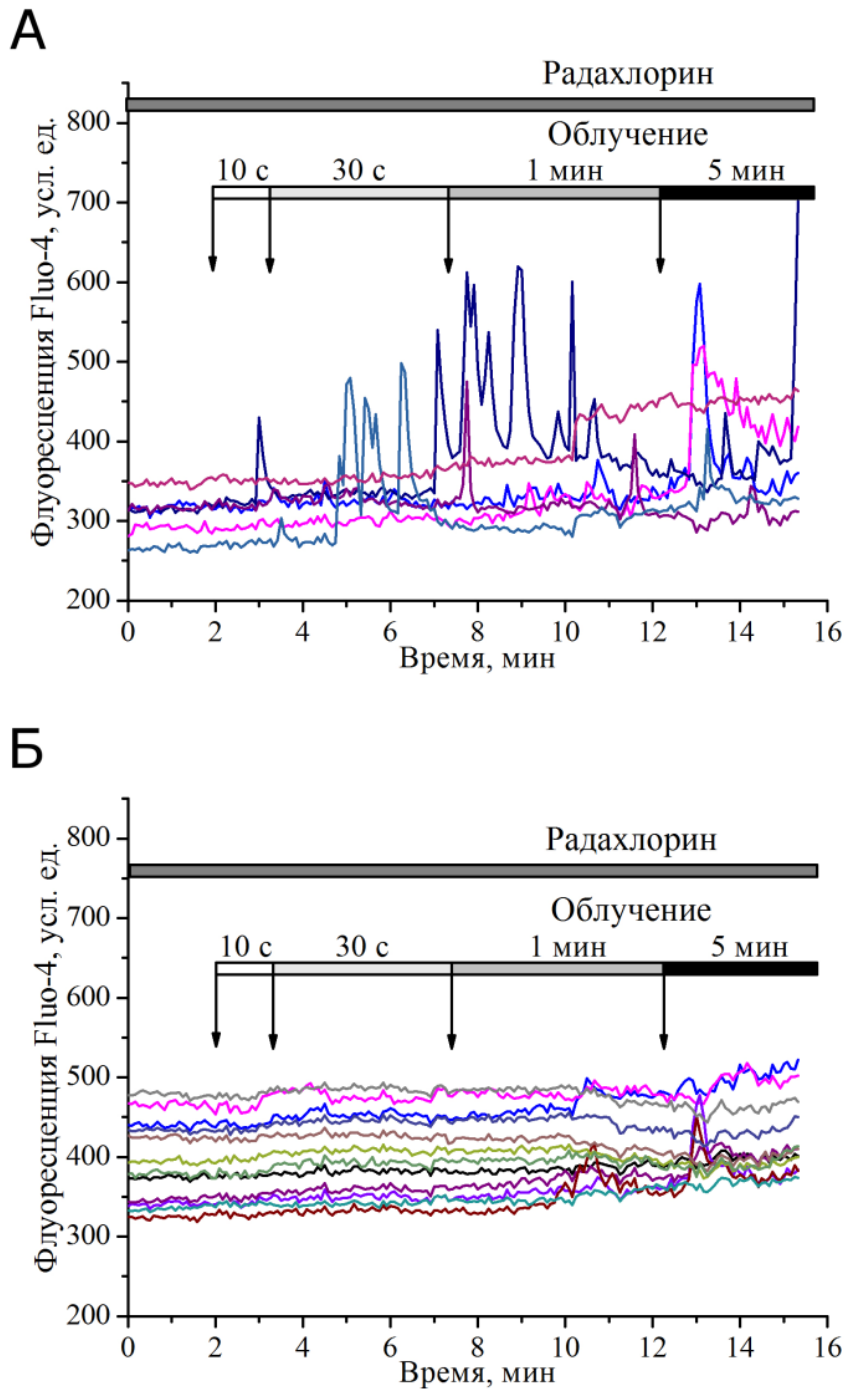 А
Радахлорин
Облучение
10 с 30 с 1 мин 5 мин
Флуоресценция Fluo-4, усл. ед.
800
700
600
500
400
300
200
0 2 4 6 8 10 12 14 16
Время, мин
Б
Радахлорин
Облучение
10 с 30 с 1 мин 5 мин
Флуоресценция Fluo-4, усл. ед.
800
700
600
500
400
300
200
0 2 4 6 8 10 12 14 16
Время, мин